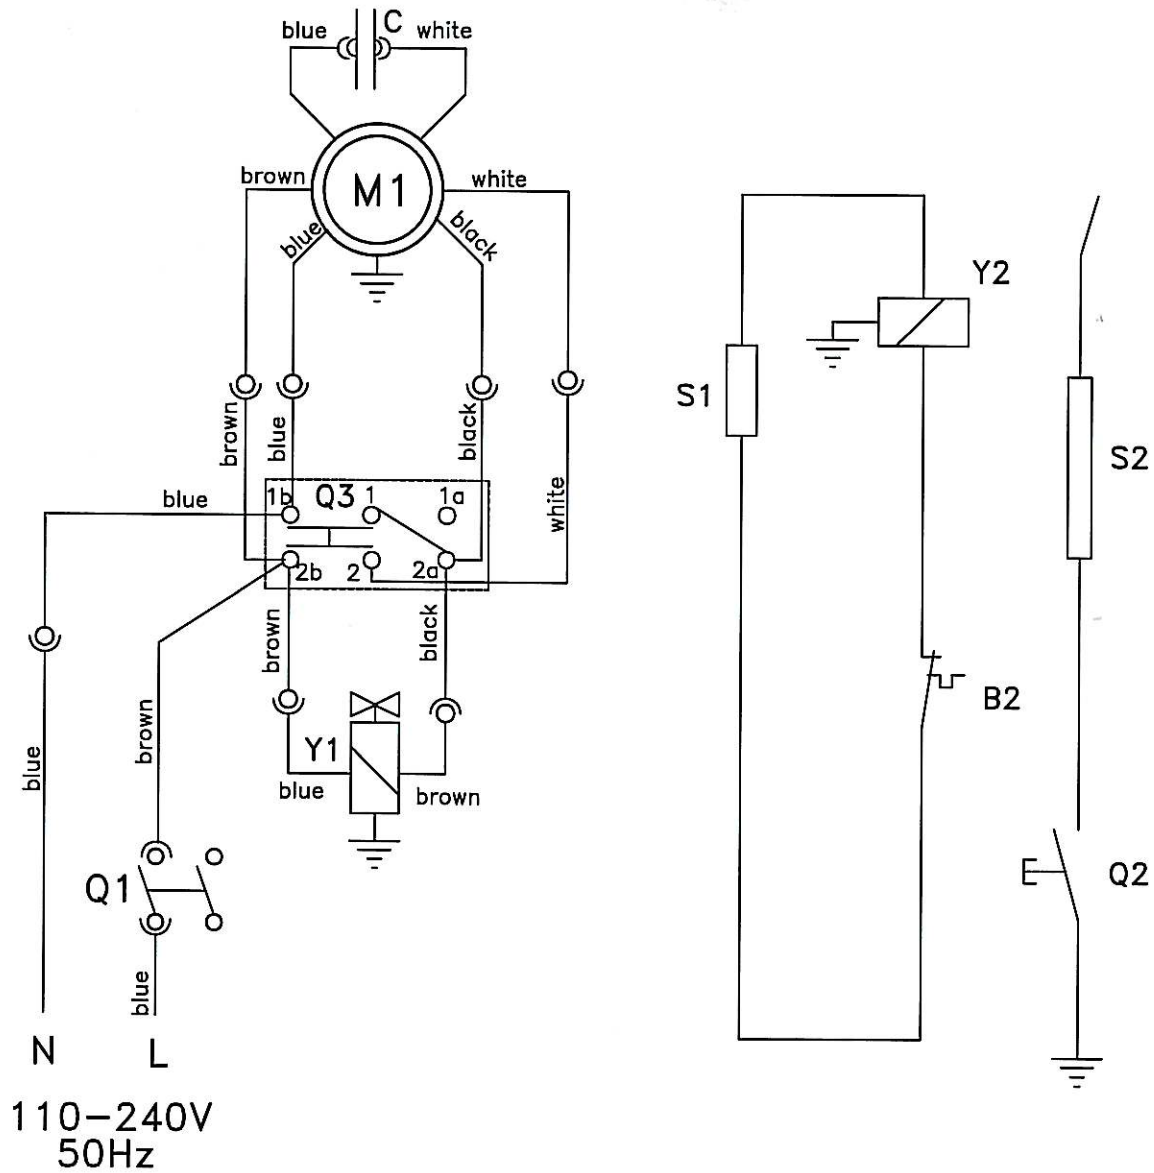 blue C white
brown M1 white
blue black
Y2
S1
brown blue black white
S2
blue 1b Q3 1 1a
2b 2 2a
brown black
B2
brown Y1
blue blue brown
Q1 Q2
blue
N L
110-240V
50Hz